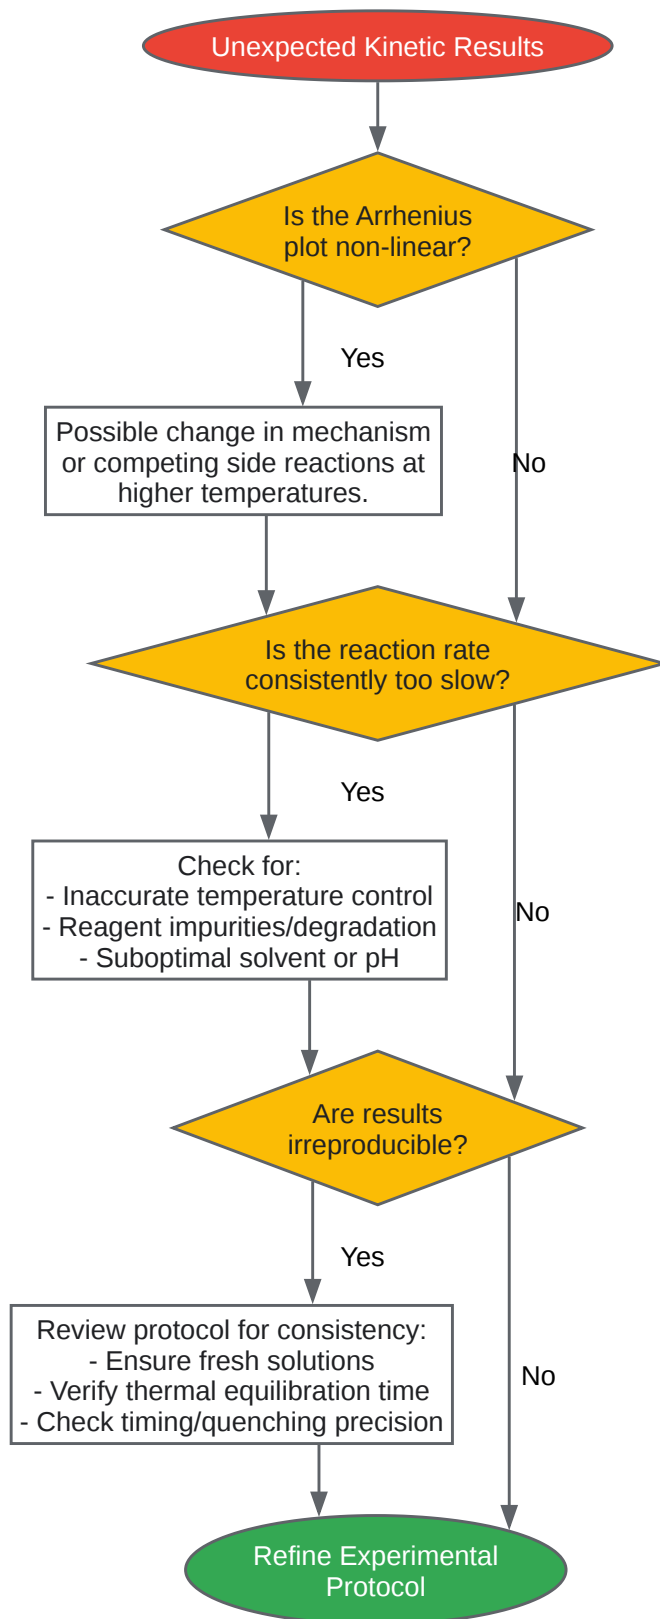 Unexpected Kinetic Results
Is the Arrhenius
plot non-linear?
Yes
Possible change in mechanism
or competing side reactions at
higher temperatures.
No
Is the reaction rate
consistently too slow?
Yes
Check for:
- Inaccurate temperature control
- Reagent impurities/degradation
- Suboptimal solvent or pH
No
Are results
irreproducible?
Yes
Review protocol for consistency:
- Ensure fresh solutions
- Verify thermal equilibration time
- Check timing/quenching precision
No
Refine Experimental
Protocol